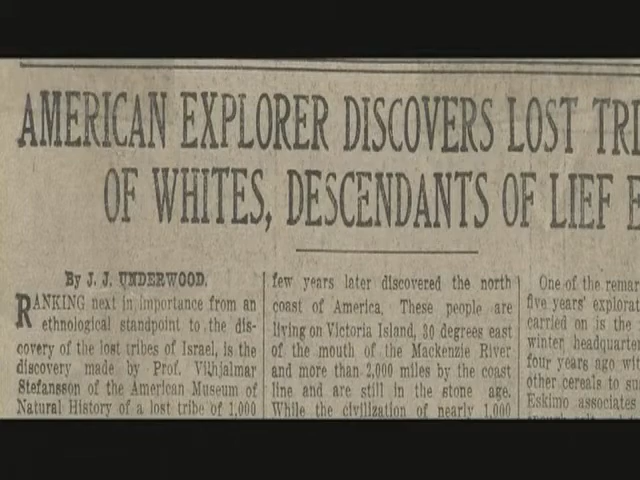 AMERICAN EXPLORER DISCOVERS LOST TRI
OF WHITES, DESCENDANTS OF LIEF E
By J. J. UNDERWOOD.
RANKING next in importance from an
ethnological standpoint to the dis-
covery of the lost tribes of Israel, is the
discovery made by Prof. Vilhjalmar
Stefansson of the American Museum of
Natural History of a lost tribe of 1,000
few years later discovered the north
coast of America. These people are
living on Victoria Island, 30 degrees east
of the mouth of the Mackenzie River
and more than 2,000 miles by the coast
line and are still in the stone age.
While the civilization of nearly 1,000
One of the remar
five years' explorat
carried on is the
winter headquarter
four years ago wit
other cereals to su
Eskimo associates